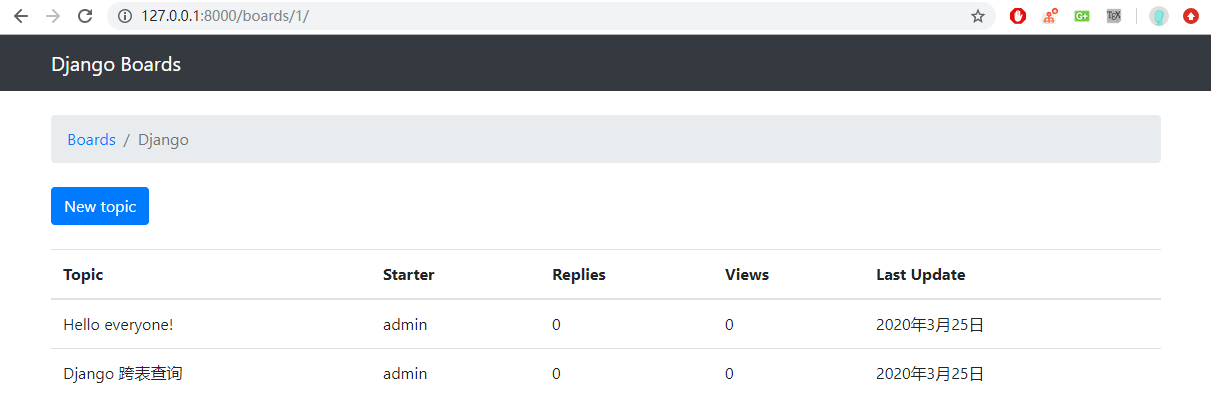 127.0.0.1:8000/boards/1/
Django Boards
Boards / Django
New topic
Topic Starter Replies Views Last Update
Hello everyone! admin 0 0 2020年3月25日
Django 跨表查询 admin 0 0 2020年3月25日